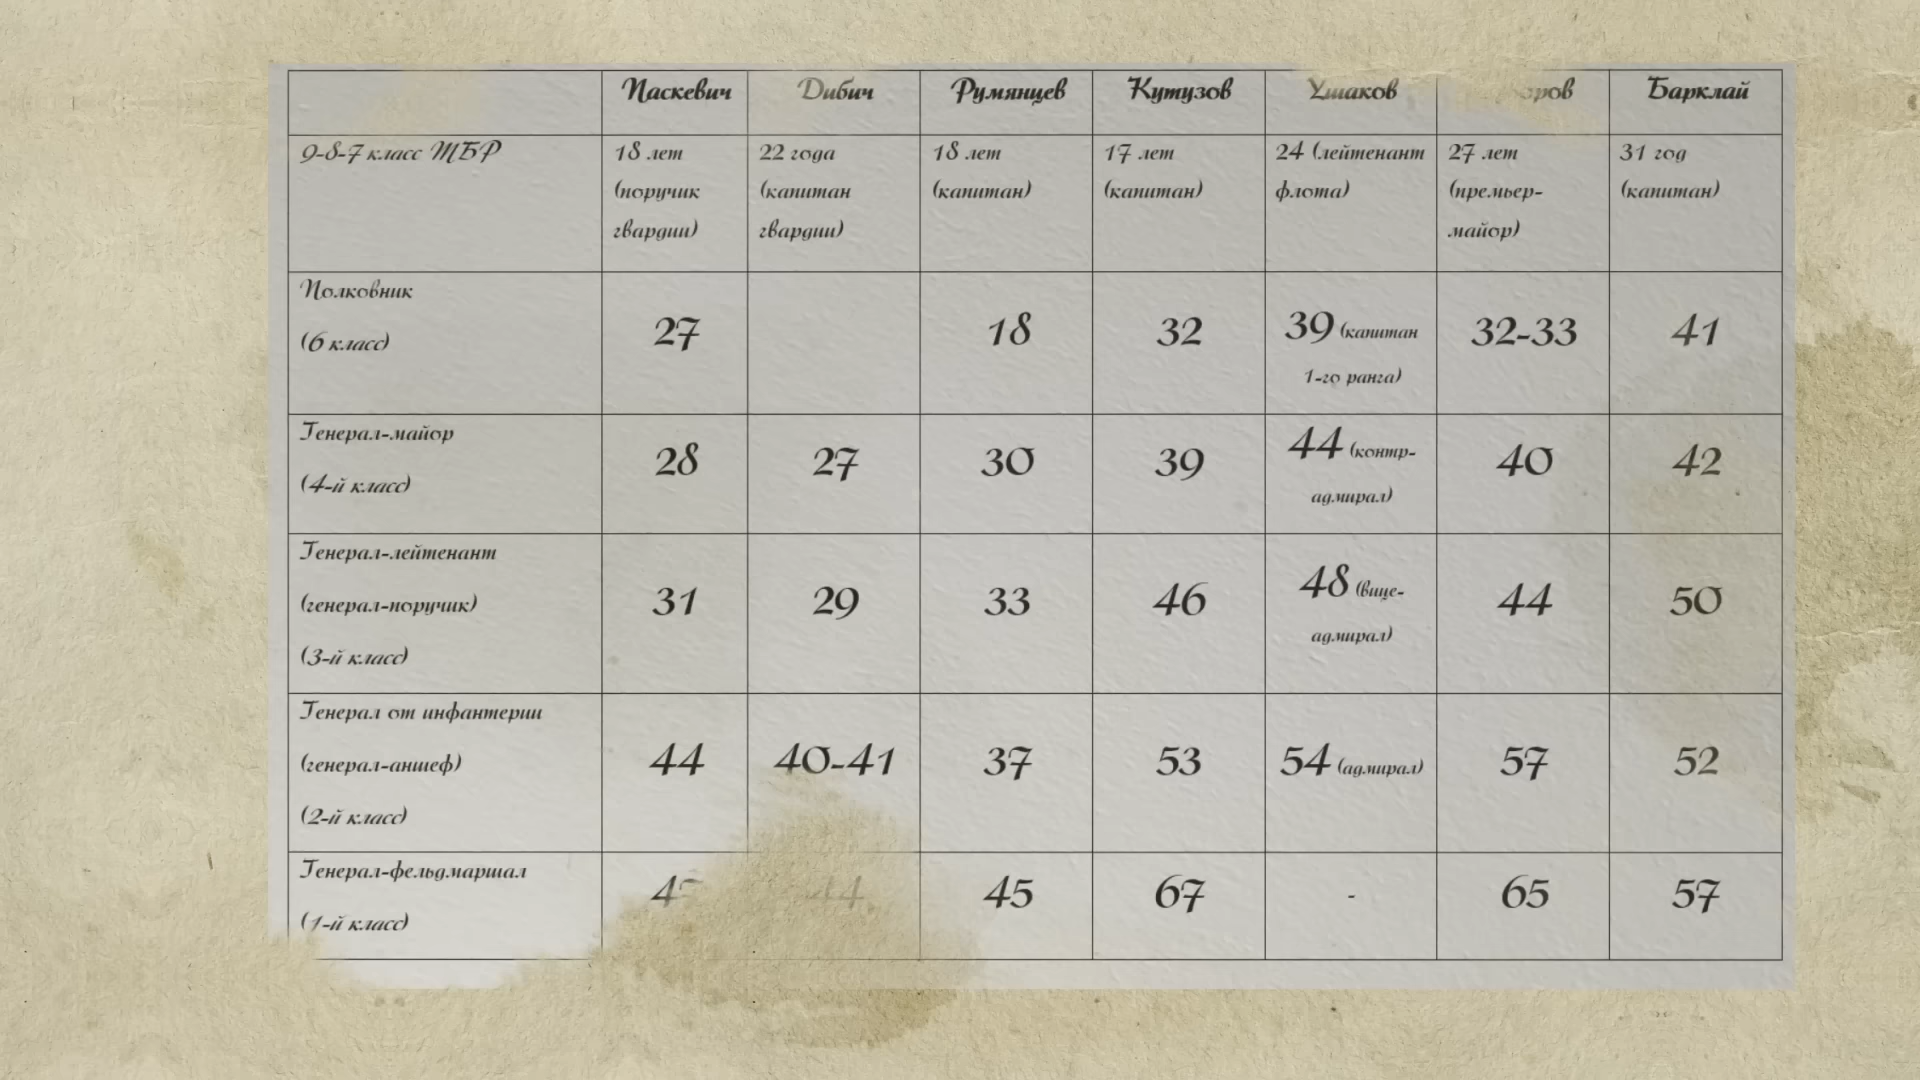 Паскевич Дибич Румянцев Кутузов Ушаков Барклай
9-8-7 класс ТБР
18 лет
(поручик
гвардии)
22 года
(капитан
гвардии)
18 лет
(капитан)
17 лет
(капитан)
24 (лейтенант
флота)
27 лет
(премьер-
майор)
31 год
(капитан)
Полковник
(6 класс)
27
18
32
39 (капитан
1-го ранга)
32-33
41
Генерал-майор
(4-й класс)
28
27
30
39
44 (контр-
адмирал)
40
42
Генерал-лейтенант
(генерал-поручик)
(3-й класс)
31
29
33
46
48 (вице-
адмирал)
44
50
Генерал от инфантерии
(генерал-аншеф)
(2-й класс)
44
40-41
37
53
54 (адмирал)
57
52
Генерал-фельдмаршал
(1-й класс)
45
67
-
65
57